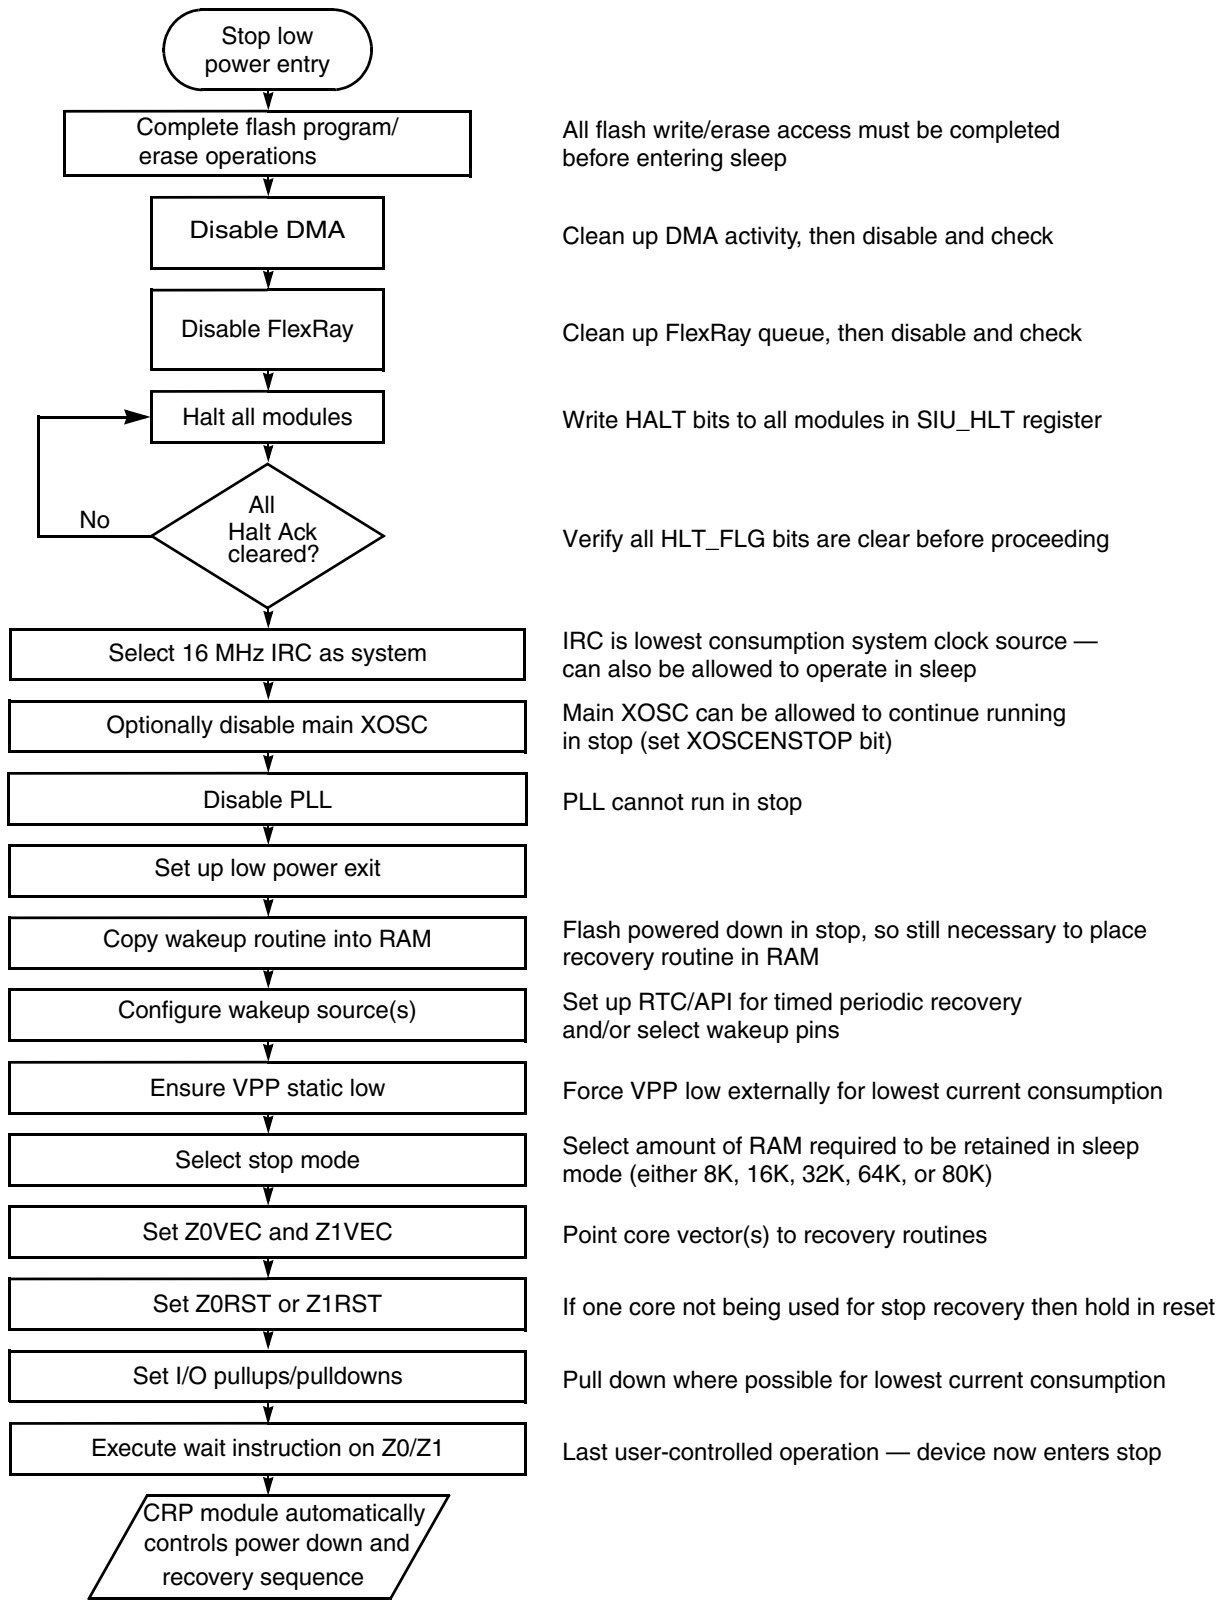 Stop low
power entry
Complete flash program/
erase operations
All flash write/erase access must be completed
before entering sleep
Disable DMA
Clean up DMA activity, then disable and check
Disable FlexRay
Clean up FlexRay queue, then disable and check
Halt all modules
Write HALT bits to all modules in SIU_HLT register
All
Halt Ack
cleared?
No
Verify all HLT_FLG bits are clear before proceeding
Select 16 MHz IRC as system
IRC is lowest consumption system clock source —
can also be allowed to operate in sleep
Optionally disable main XOSC
Main XOSC can be allowed to continue running
in stop (set XOSCENSTOP bit)
Disable PLL
PLL cannot run in stop
Set up low power exit
Copy wakeup routine into RAM
Flash powered down in stop, so still necessary to place
recovery routine in RAM
Configure wakeup source(s)
Set up RTC/API for timed periodic recovery
and/or select wakeup pins
Ensure VPP static low
Force VPP low externally for lowest current consumption
Select stop mode
Select amount of RAM required to be retained in sleep
mode (either 8K, 16K, 32K, 64K, or 80K)
Set Z0VEC and Z1VEC
Point core vector(s) to recovery routines
Set Z0RST or Z1RST
If one core not being used for stop recovery then hold in reset
Set I/O pullups/pulldowns
Pull down where possible for lowest current consumption
Execute wait instruction on Z0/Z1
Last user-controlled operation — device now enters stop
CRP module automatically
controls power down and
recovery sequence